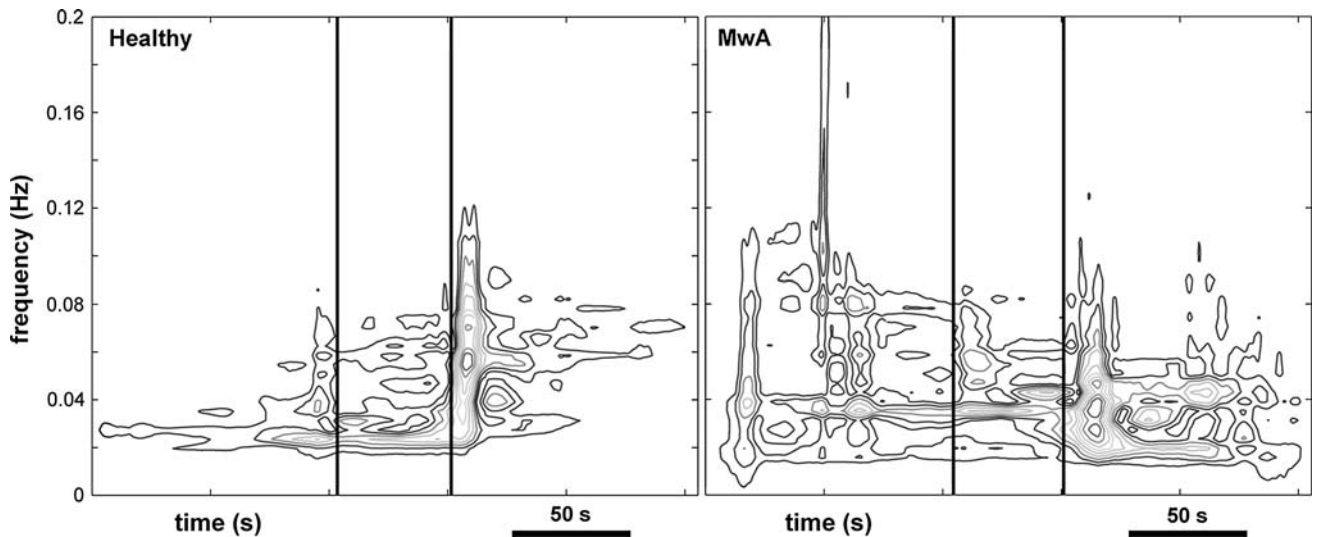 0.2
Healthy
MwA
0.16
0.12
0.08
0.04
0
frequency (Hz)
time (s)
50 s
time (s)
50 s